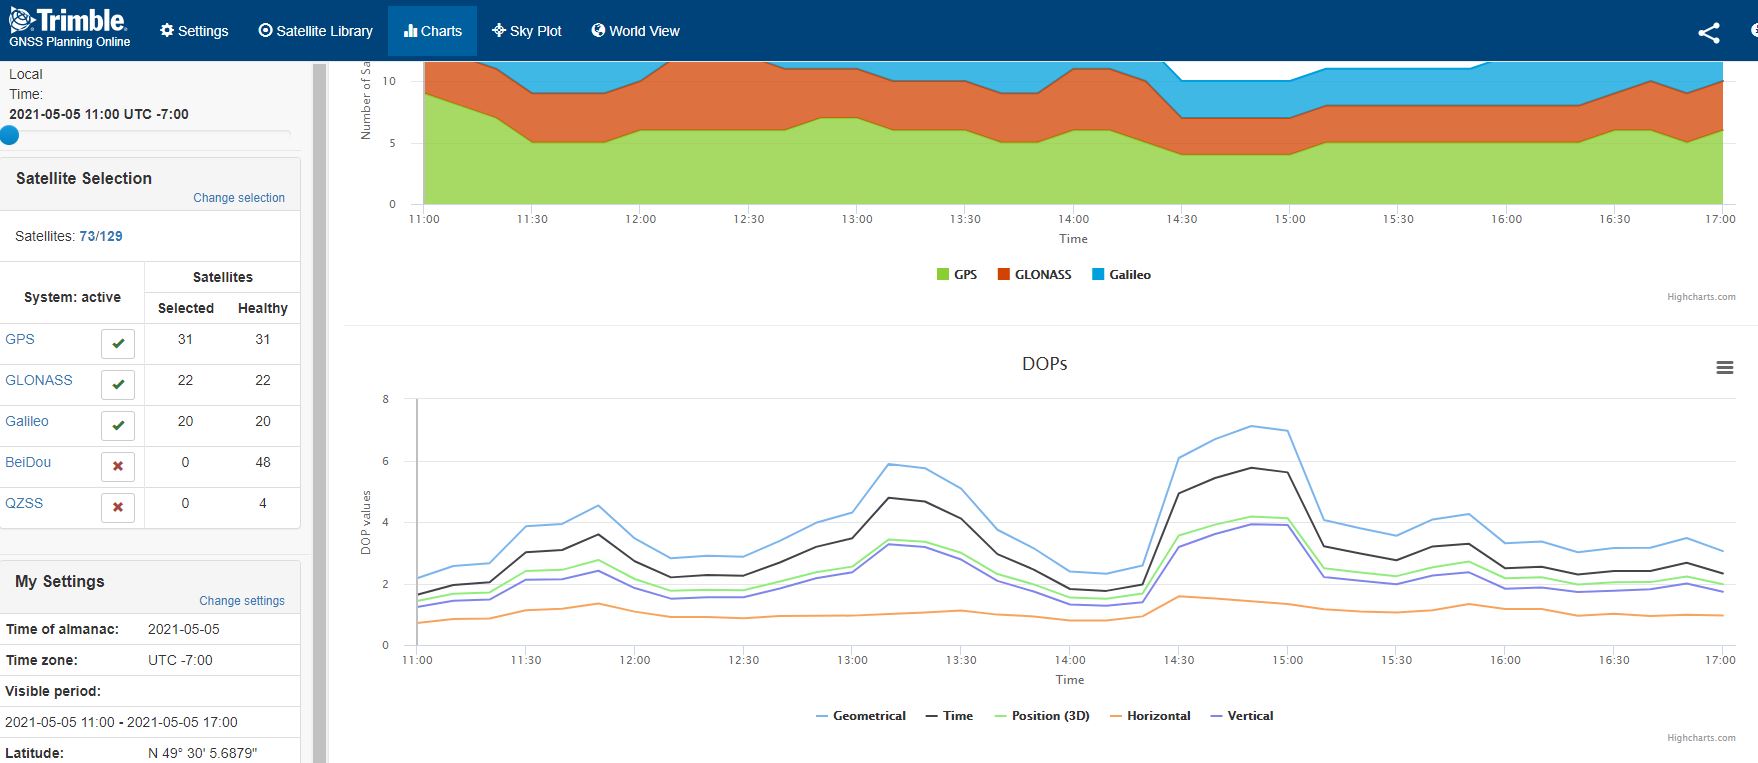 Trimble.
GNSS Planning Online
Settings
Satellite Library
Charts
Sky Plot
World View
Local
Time:
2021-05-05 11:00 UTC -7:00
Satellite Selection
Change selection
Satellites: 73/129
System: active
Satellites
Selected Healthy
GPS 31 31
GLONASS 22 22
Galileo 20 20
BeiDou 0 48
QZSS 0 4
My Settings
Change settings
Time of almanac: 2021-05-05
Time zone: UTC -7:00
Visible period:
2021-05-05 11:00 - 2021-05-05 17:00
Latitude: N 49° 30' 5.6879"
Number of Sa
10
5
0
11:00 11:30 12:00 12:30 13:00 13:30 14:00 14:30 15:00 15:30 16:00 16:30 17:00
Time
GPS GLONASS Galileo
Highcharts.com
DOPs
DOP values
8
6
4
2
0
11:00 11:30 12:00 12:30 13:00 13:30 14:00 14:30 15:00 15:30 16:00 16:30 17:00
Time
Geometrical Time Position (3D) Horizontal Vertical
Highcharts.com